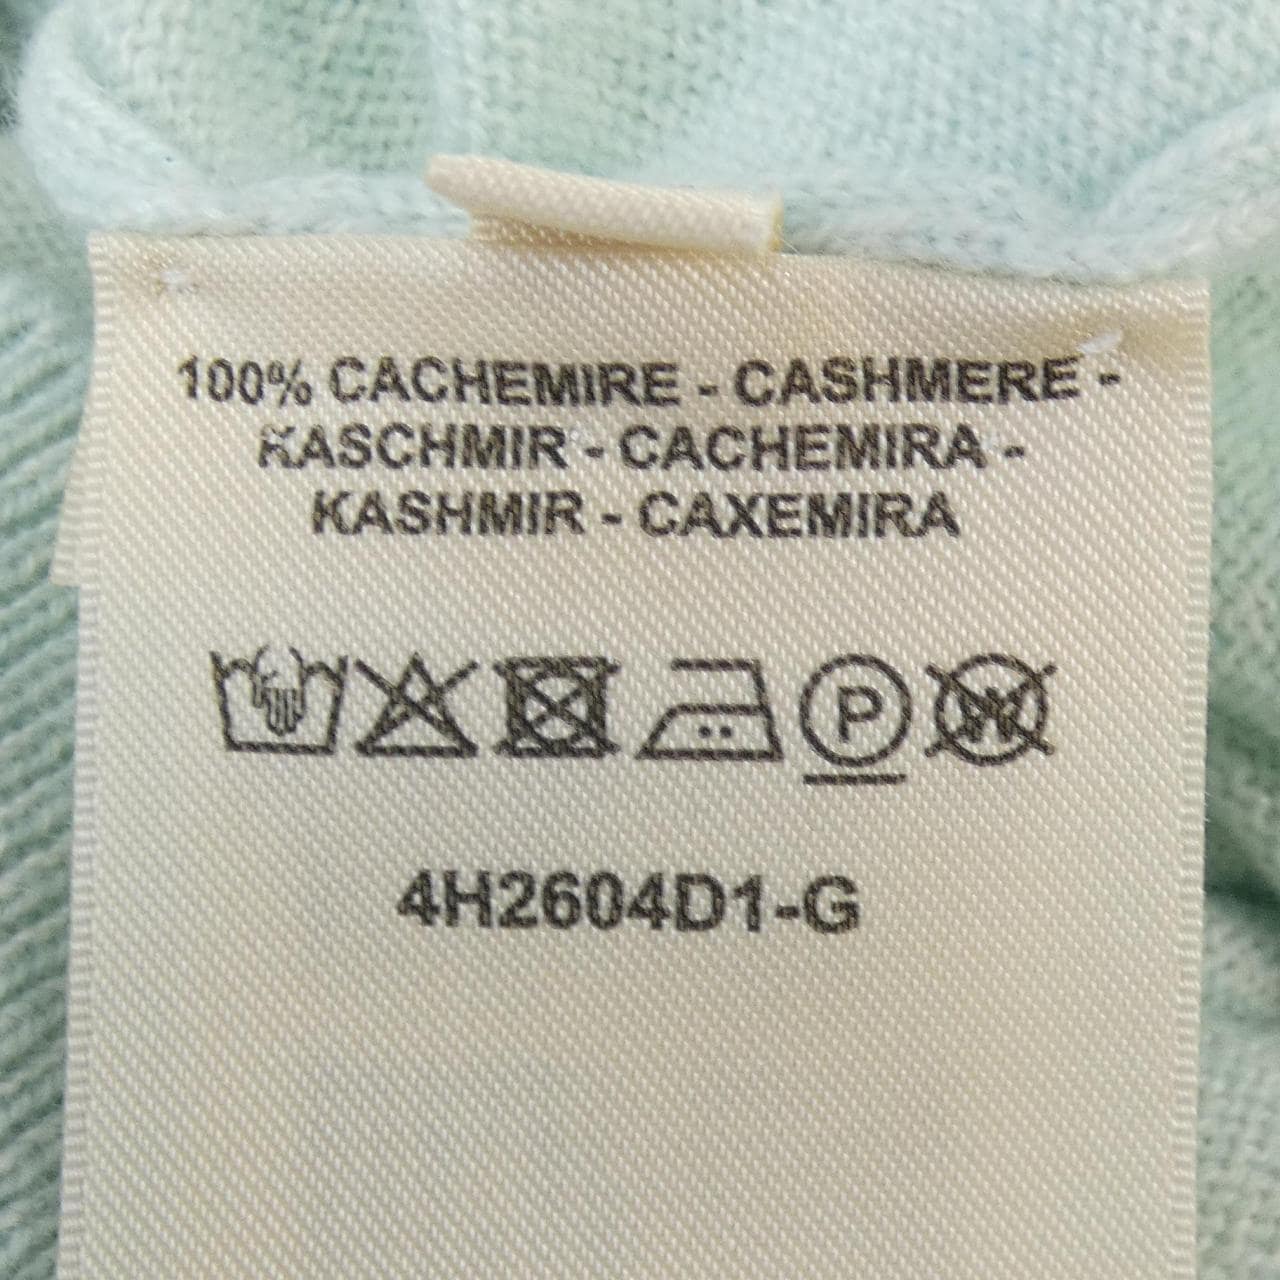 100% CACHEMIRE - CASHMERE -
KASCHMIR - CACHEMIRA -
KASHMIR - CAXEMIRA
P W
4H2604D1-G